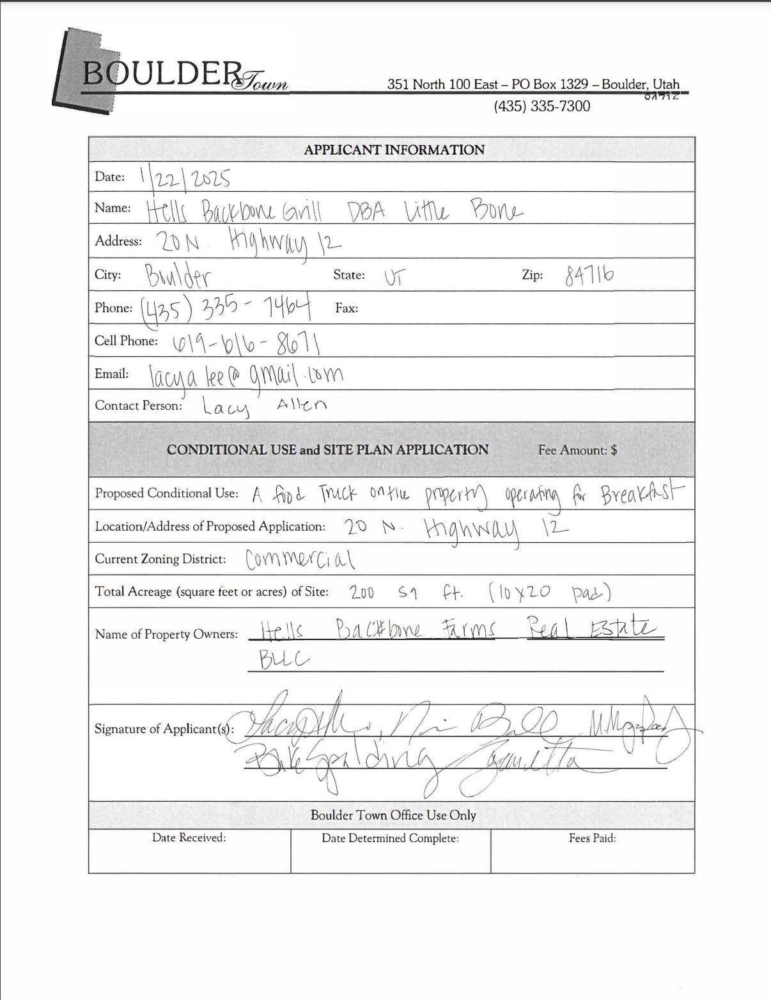 BOULDER Town
351 North 100 East – PO Box 1329 – Boulder, Utah
84716
(435) 335-7300
APPLICANT INFORMATION
Date: 1/22/2025
Name: Hells Backbone Grill DBA Little Bone
Address: 20 N. Highway 12
City: Boulder State: UT Zip: 84716
Phone: (435) 335-7464 Fax:
Cell Phone: 619-616-8671
Email: lacya lee@gmail.com
Contact Person: Lacy Allen
CONDITIONAL USE and SITE PLAN APPLICATION Fee Amount: $
Proposed Conditional Use: A food Truck on the property operating for Breakfast
Location/Address of Proposed Application: 20 N. Highway 12
Current Zoning District: Commercial
Total Acreage (square feet or acres) of Site: 200 sq ft. (10x20 pad)
Name of Property Owners: Hells Backbone Farms Real Estate
BLLC
Signature of Applicant(s):
Blake Spalding
Boulder Town Office Use Only
Date Received: Date Determined Complete: Fees Paid: